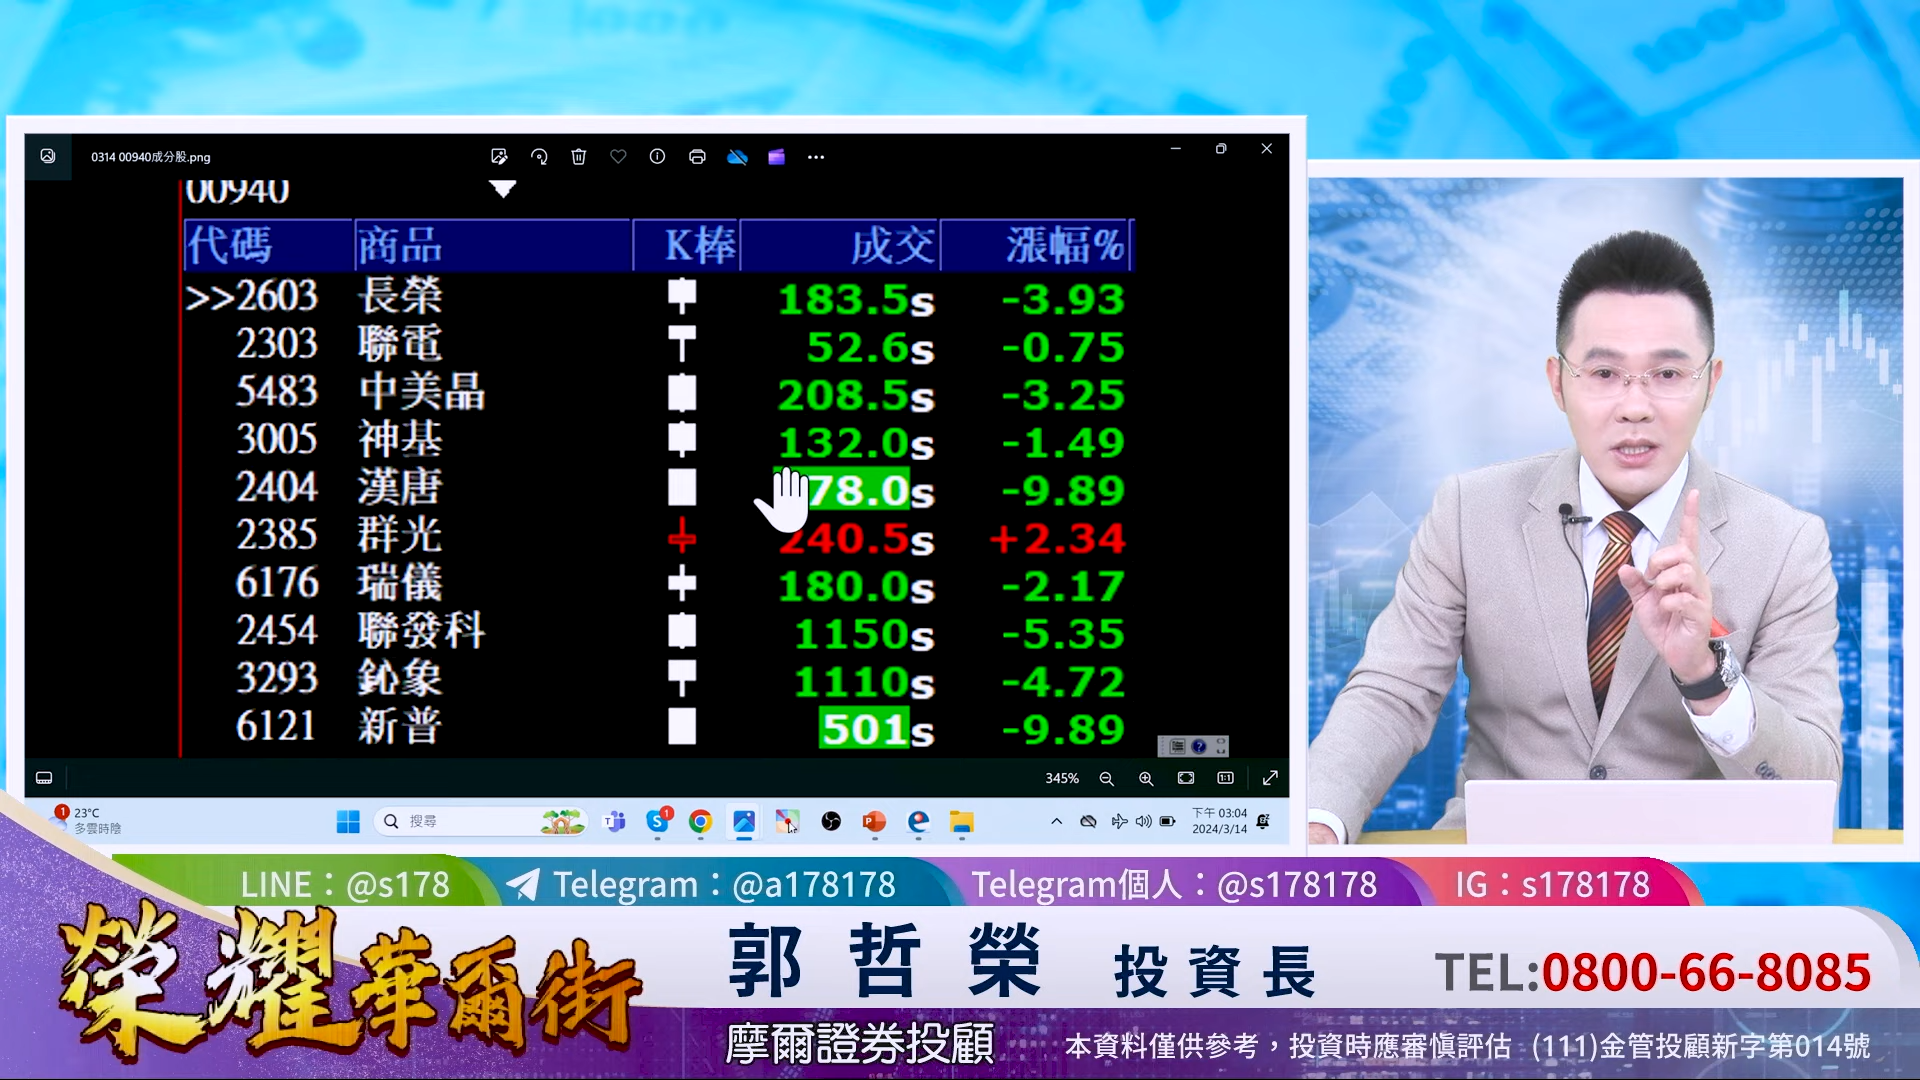 0314 00940成分股.png
00940
代碼 商品 K棒 成交 漲幅%
>>2603 長榮 183.5s -3.93
2303 聯電 52.6s -0.75
5483 中美晶 208.5s -3.25
3005 神基 132.0s -1.49
2404 漢唐 78.0s -9.89
2385 群光 240.5s +2.34
6176 瑞儀 180.0s -2.17
2454 聯發科 1150s -5.35
3293 鈊象 1110s -4.72
6121 新普 501s -9.89
345%
1:1
1 23°C
多雲時陰
搜尋
1
下午 03:04
2024/3/14
LINE：@s178
Telegram：@a178178
Telegram個人：@s178178
IG：s178178
榮耀華爾街
郭哲榮 投資長
TEL:0800-66-8085
摩爾證券投顧
本資料僅供參考，投資時應審慎評估 (111)金管投顧新字第014號